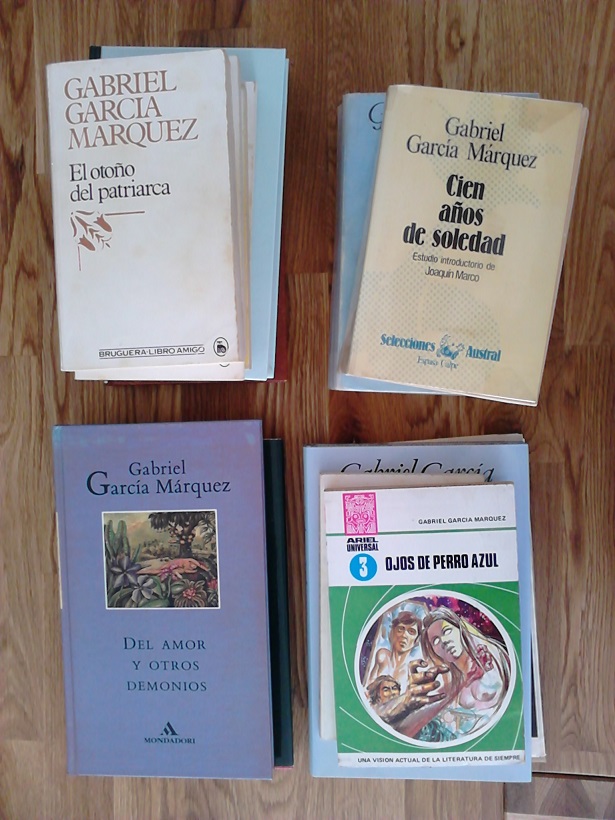 GABRIEL
GARCIA
MARQUEZ
El otoño
del patriarca
BRUGUERA-LIBRO AMIGO
Gabriel
García Márquez
Cien
años
de soledad
Estudio introductorio de
Joaquín Marco
Selecciones Austral
Espasa Calpe
Gabriel
García Márquez
DEL AMOR
Y OTROS
DEMONIOS
MONDADORI
Gabriel García
GABRIEL GARCIA MARQUEZ
ARIEL
UNIVERSAL
3 OJOS DE PERRO AZUL
UNA VISION ACTUAL DE LA LITERATURA DE SIEMPRE